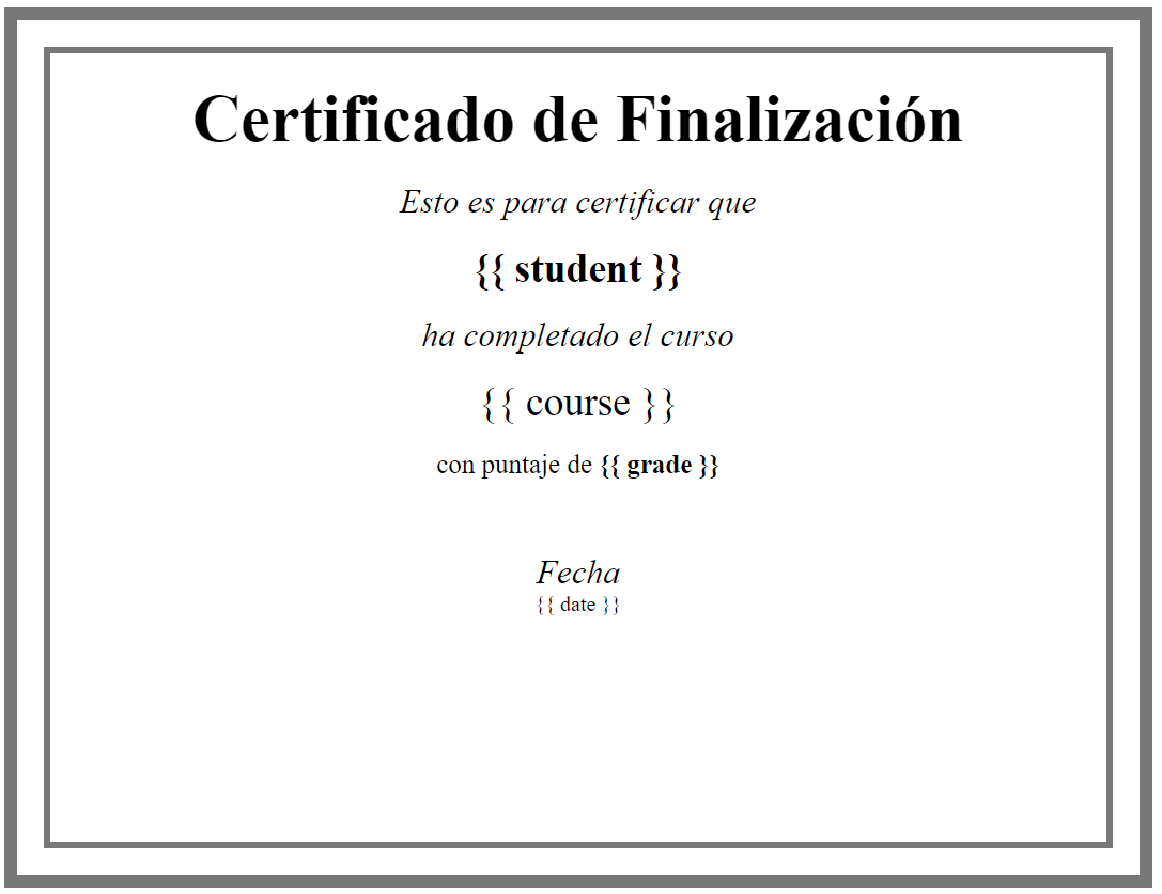 Certificado de Finalización
Esto es para certificar que
{{ student }}
ha completado el curso
{{ course }}
con puntaje de {{ grade }}
Fecha
{{ date }}